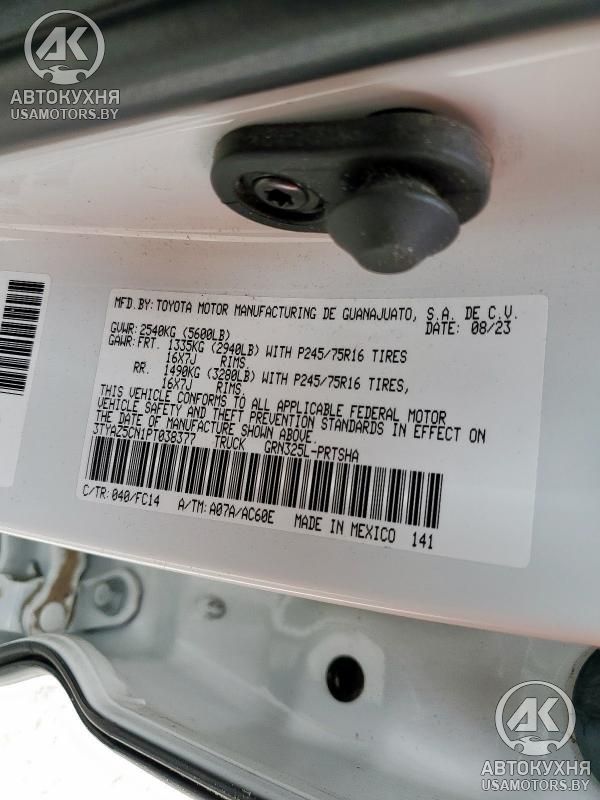 AK
АВТОКУХНЯ
USAMOTORS.BY
MFD.BY:TOYOTA MOTOR MANUFACTURING DE GUANAJUATO, S.A. DE C.V.
DATE: 08/23
GVWR:2540KG (5600LB)
GAWR:FRT. 1335KG (2940LB) WITH P245/75R16 TIRES
16X7J RIMS,
RR. 1490KG (3280LB) WITH P245/75R16 TIRES,
16X7J RIMS.
THIS VEHICLE CONFORMS TO ALL APPLICABLE FEDERAL MOTOR
VEHICLE SAFETY AND THEFT PREVENTION STANDARDS IN EFFECT ON
THE DATE OF MANUFACTURE SHOWN ABOVE.
3TYAZ5CN1PT038377 TRUCK GRN325L-PRTSHA
C/TR: 040/FC14 A/TM: A07A/AC60E MADE IN MEXICO 141
AK
АВТОКУХНЯ
USAMOTORS.BY